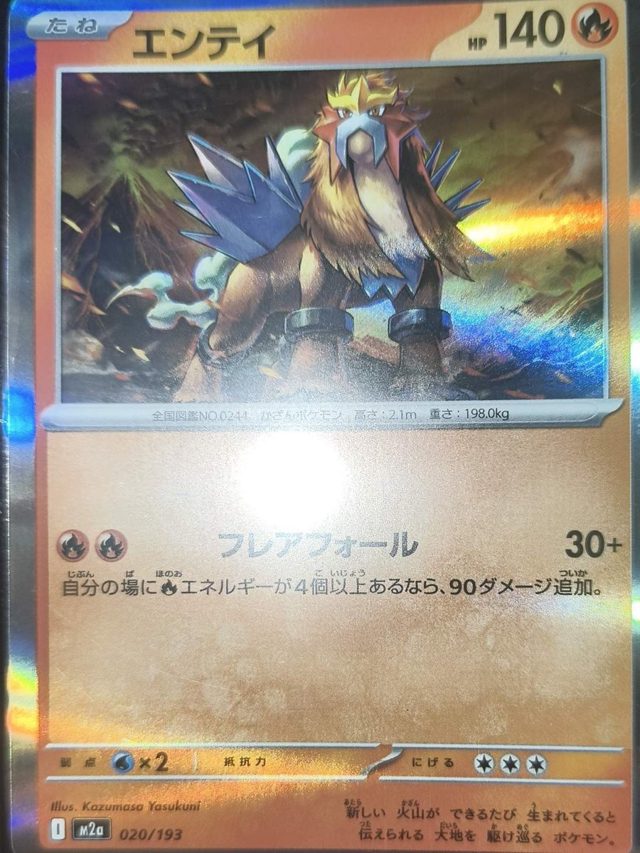 たね エンテイ HP 140
全国図鑑NO.0244 かざんポケモン 高さ:2.1m 重さ:198.0kg
フレアフォール 30+
自分の場にエネルギーが4個以上あるなら、90ダメージ追加。
弱点 ×2 抵抗力 にげる
Illus. Kazumasa Yasukuni
I m2a 020/193
新しい 火山が できるたび 生まれてくると
伝えられる 大地を 駆け巡る ポケモン。